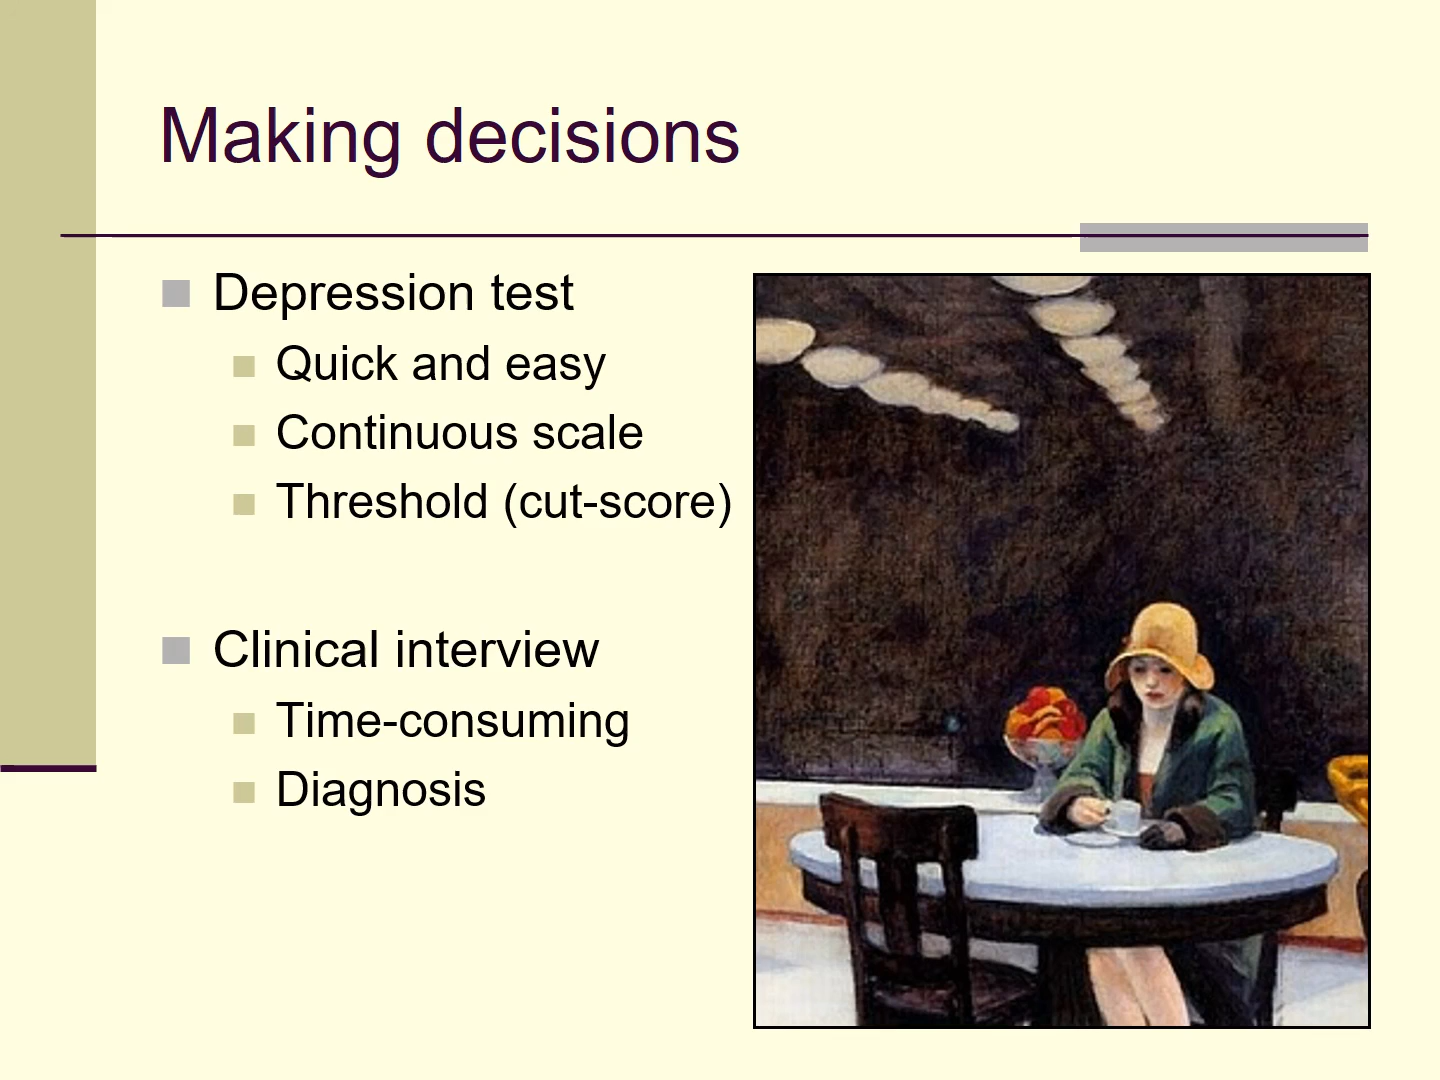 Making decisions
Depression test
Quick and easy
Continuous scale
Threshold (cut-score)
Clinical interview
Time-consuming
Diagnosis